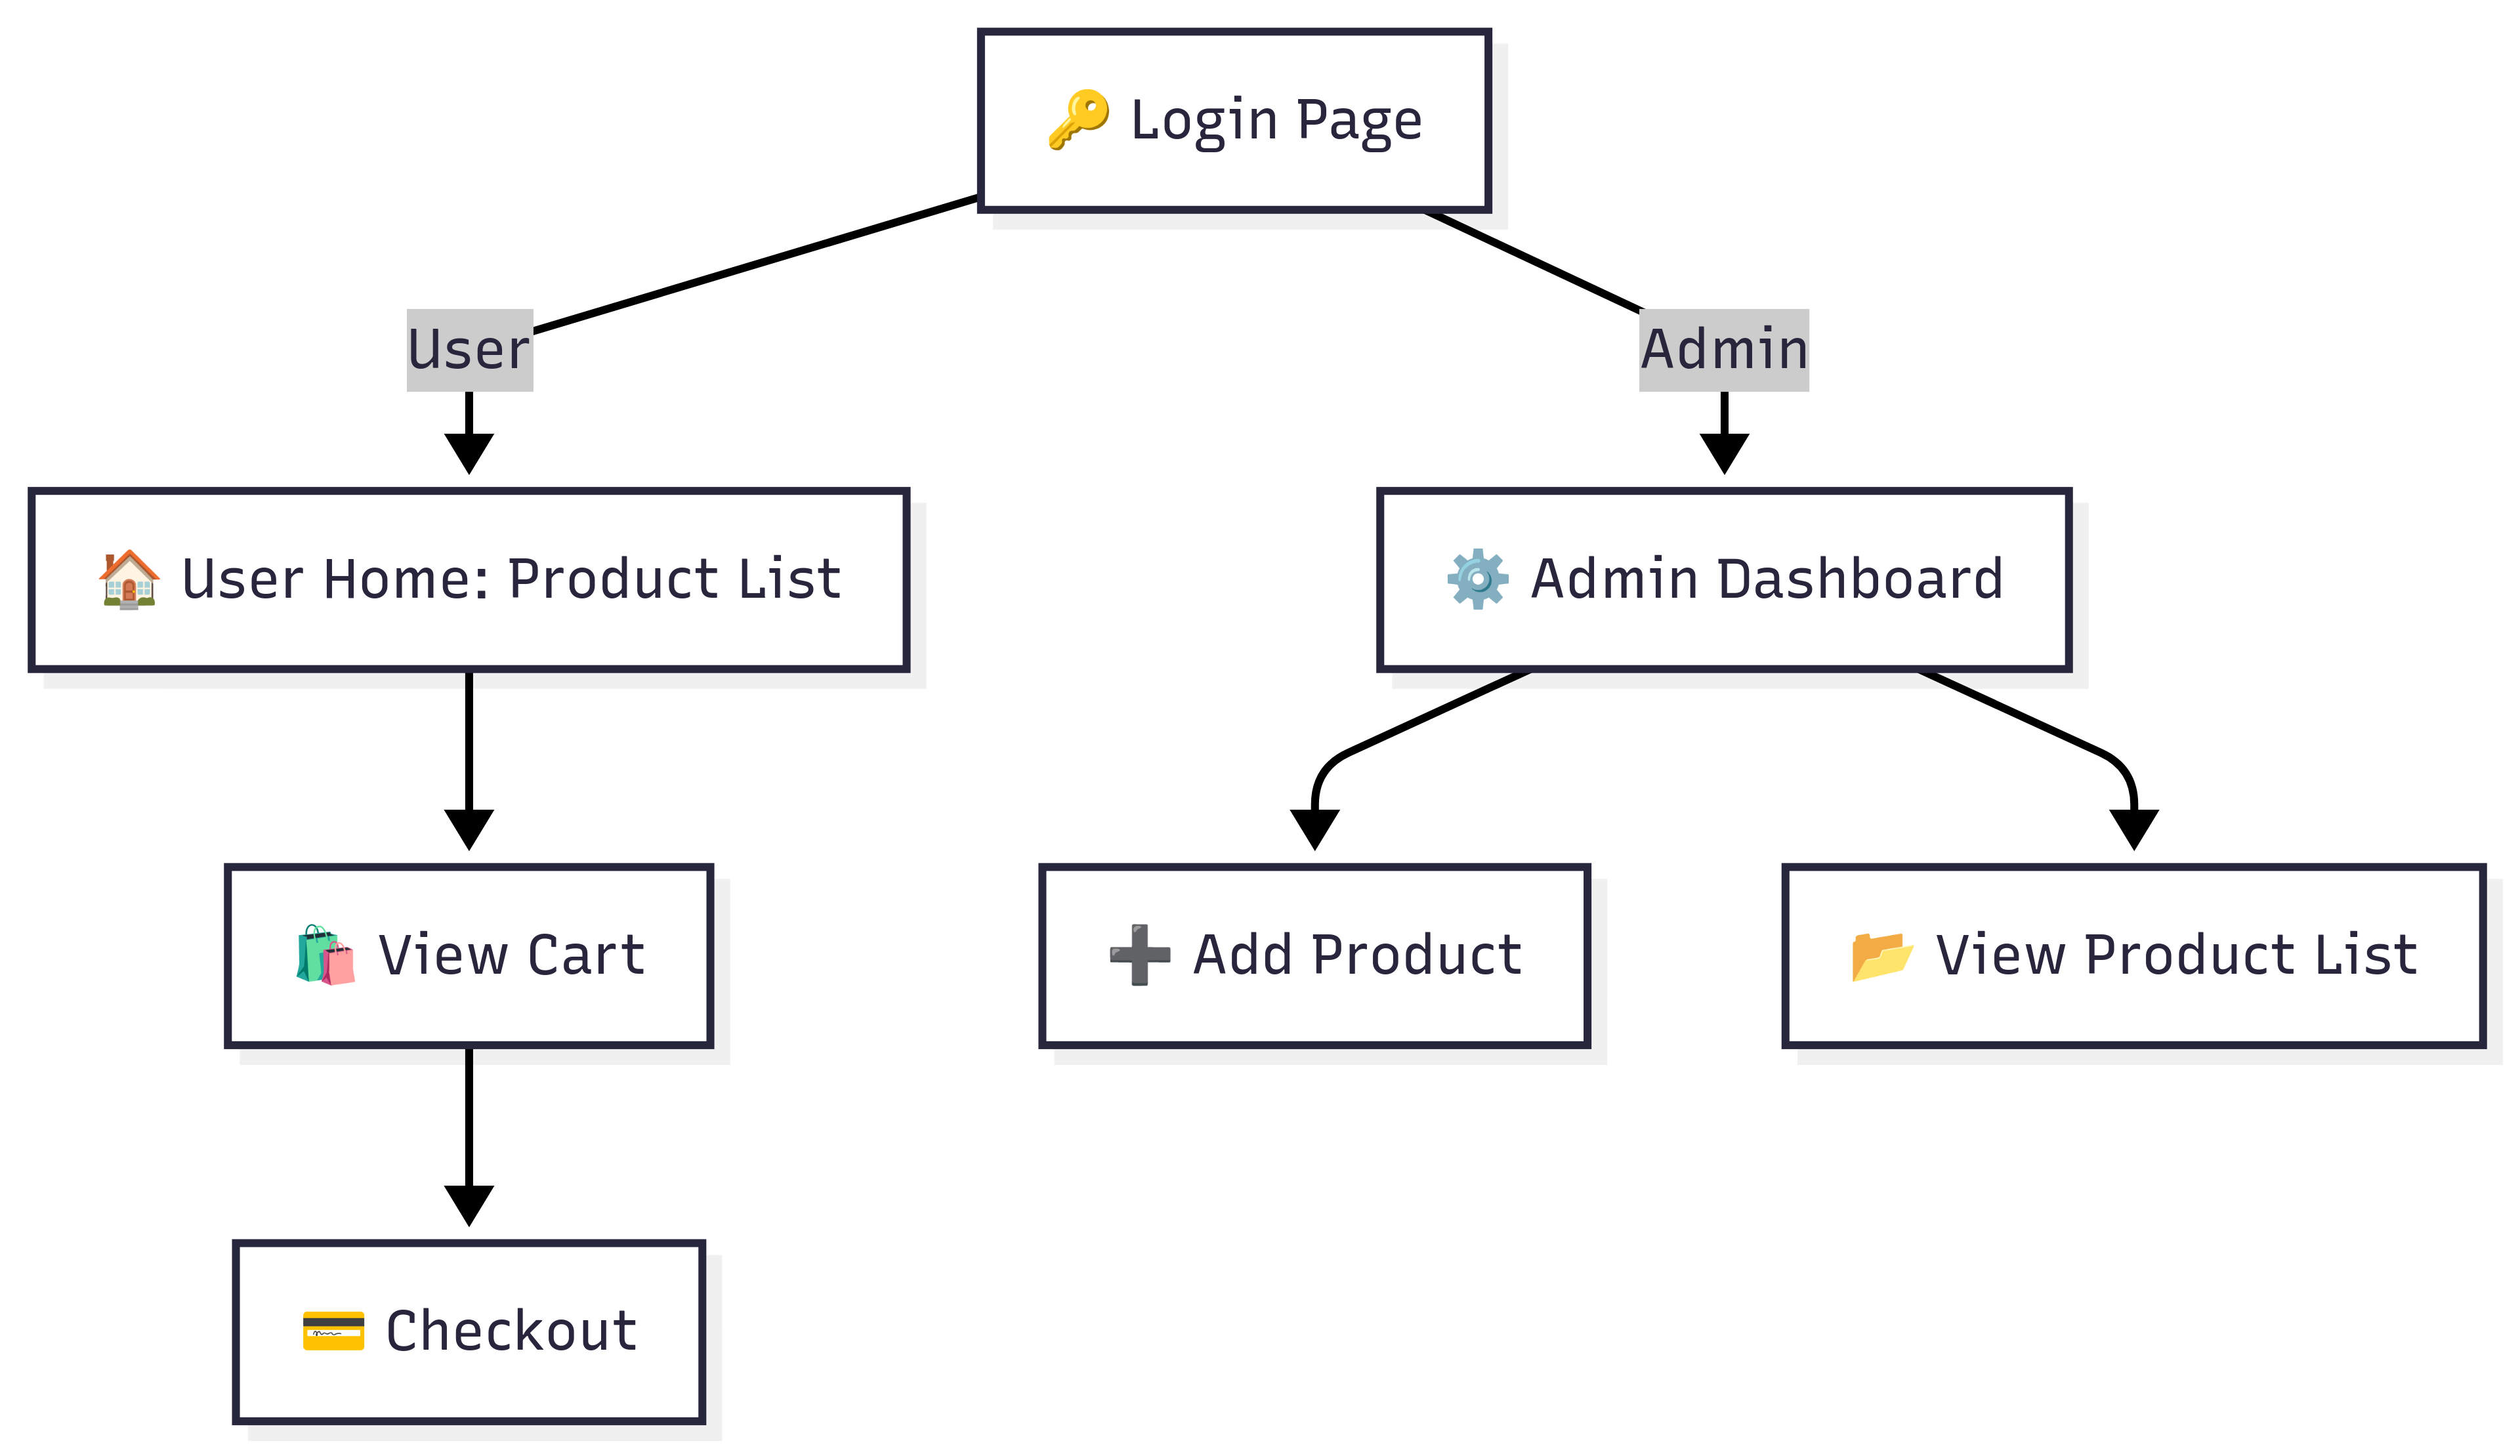 🔑 Login Page
User
Admin
🏠 User Home: Product List
⚙️ Admin Dashboard
🛍️ View Cart
➕ Add Product
📂 View Product List
💳 Checkout